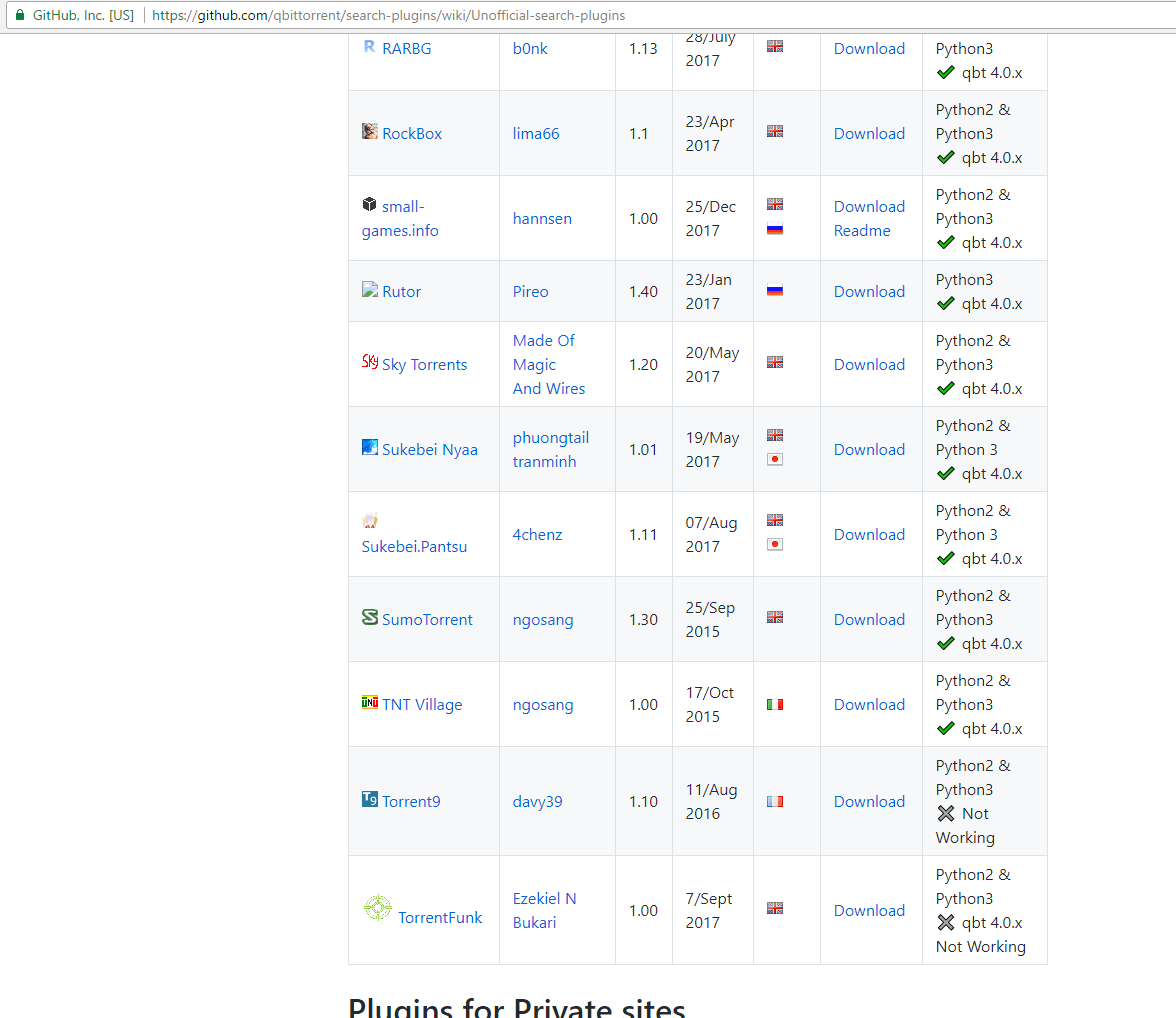 GitHub, Inc. [US] https://github.com/qbittorrent/search-plugins/wiki/Unofficial-search-plugins
RARBG b0nk 1.13 28/July 2017 Download Python3
qbt 4.0.x
RockBox lima66 1.1 23/Apr 2017 Download Python2 & Python3
qbt 4.0.x
small-games.info hannsen 1.00 25/Dec 2017 Download Readme Python2 & Python3
qbt 4.0.x
Rutor Pireo 1.40 23/Jan 2017 Download Python3
qbt 4.0.x
Sky Torrents Made Of Magic And Wires 1.20 20/May 2017 Download Python2 & Python3
qbt 4.0.x
Sukebei Nyaa phuongtail tranminh 1.01 19/May 2017 Download Python2 & Python 3
qbt 4.0.x
Sukebei.Pantsu 4chenz 1.11 07/Aug 2017 Download Python2 & Python 3
qbt 4.0.x
SumoTorrent ngosang 1.30 25/Sep 2015 Download Python2 & Python3
qbt 4.0.x
TNT Village ngosang 1.00 17/Oct 2015 Download Python2 & Python3
qbt 4.0.x
Torrent9 davy39 1.10 11/Aug 2016 Download Python2 & Python3
Not Working
TorrentFunk Ezekiel N Bukari 1.00 7/Sept 2017 Download Python2 & Python3
qbt 4.0.x
Not Working
Plugins for Private sites